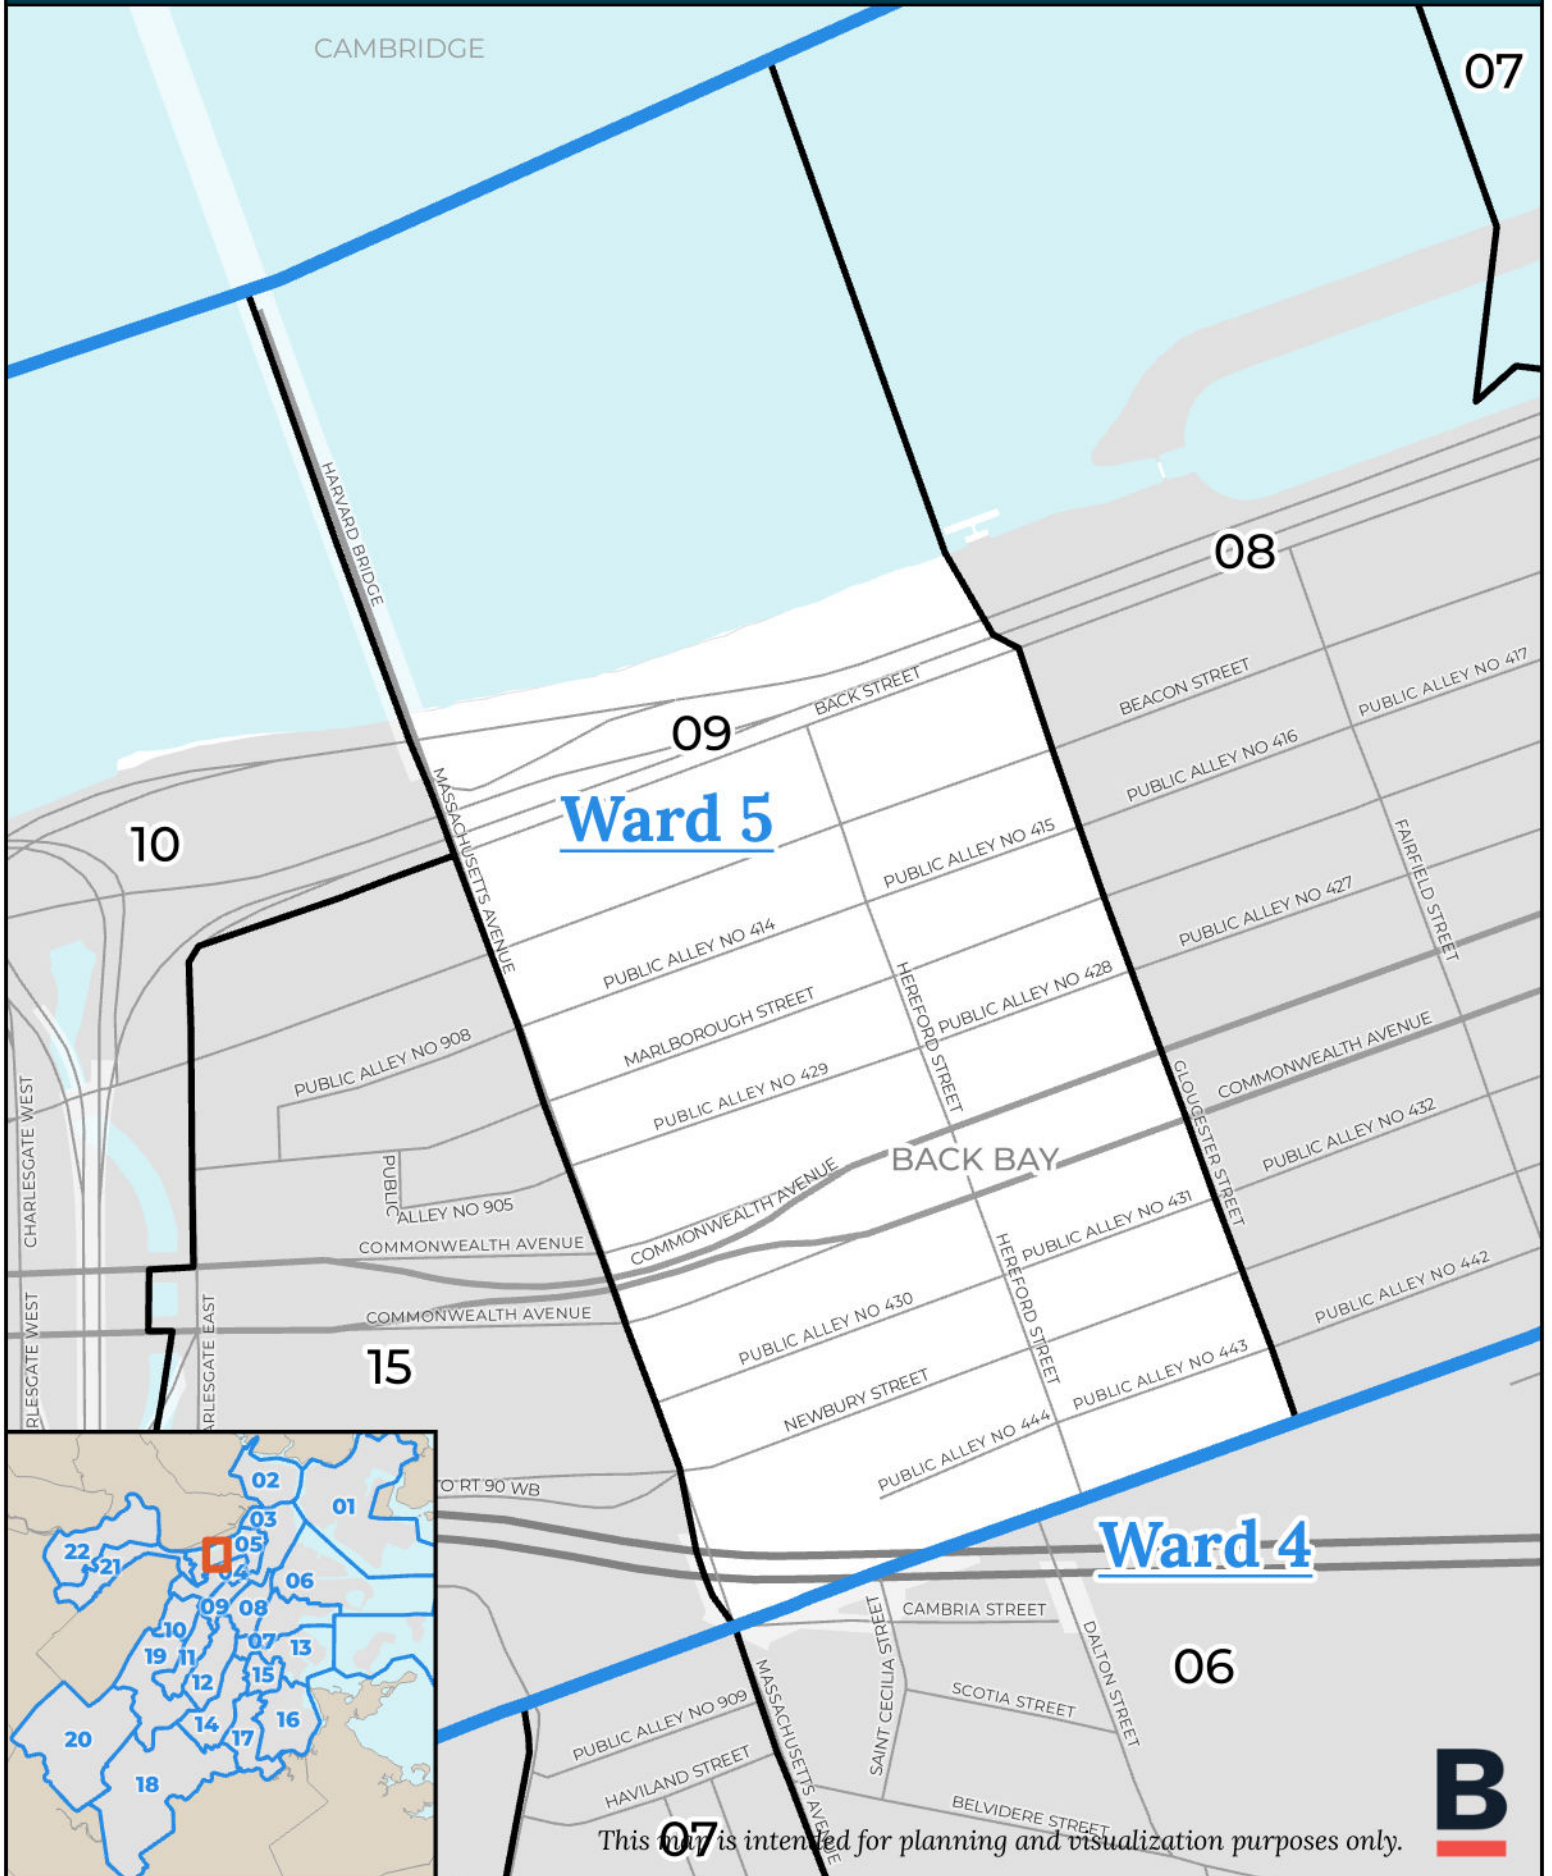 CAMBRIDGE
07
HARVARD BRIDGE
08
BACK STREET
BEACON STREET
PUBLIC ALLEY NO 417
09
PUBLIC ALLEY NO 416
Ward 5
MASSACHUSETTS AVENUE
10
PUBLIC ALLEY NO 415
FAIRFIELD STREET
PUBLIC ALLEY NO 414
PUBLIC ALLEY NO 427
HEREFORD STREET
PUBLIC ALLEY NO 428
MARLBOROUGH STREET
PUBLIC ALLEY NO 908
PUBLIC ALLEY NO 429
COMMONWEALTH AVENUE
GLOUCESTER STREET
CHARLESGATE WEST
BACK BAY
PUBLIC ALLEY NO 432
PUBLIC
ALLEY NO 905
COMMONWEALTH AVENUE
PUBLIC ALLEY NO 431
COMMONWEALTH AVENUE
HEREFORD STREET
PUBLIC ALLEY NO 442
COMMONWEALTH AVENUE
RLESGATE WEST
ARLESGATE EAST
PUBLIC ALLEY NO 430
15
PUBLIC ALLEY NO 443
NEWBURY STREET
PUBLIC ALLEY NO 444
O RT 90 WB
Ward 4
CAMBRIA STREET
SAINT CECILIA STREET
DALTON STREET
06
MASSACHUSETTS AVENUE
SCOTIA STREET
PUBLIC ALLEY NO 909
HAVILAND STREET
BELVIDERE STREET
07
This map is intended for planning and visualization purposes only.
B
02
01
03
05
22
21
04
06
09
08
10
07
13
19
11
15
12
14
16
17
20
18